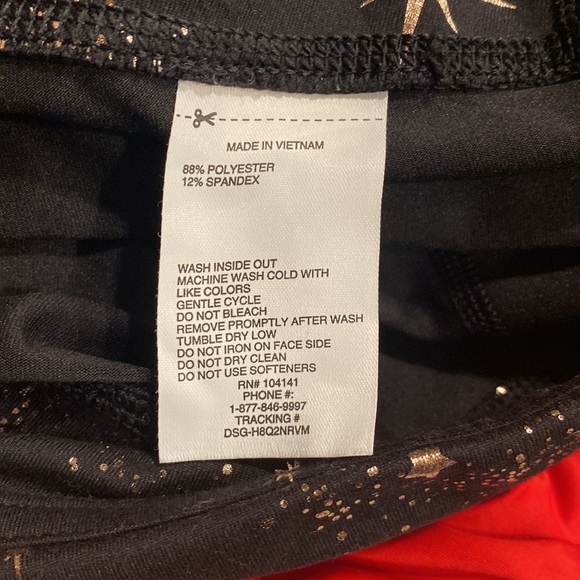 MADE IN VIETNAM
88% POLYESTER
12% SPANDEX
WASH INSIDE OUT
MACHINE WASH COLD WITH
LIKE COLORS
GENTLE CYCLE
DO NOT BLEACH
REMOVE PROMPTLY AFTER WASH
TUMBLE DRY LOW
DO NOT IRON ON FACE SIDE
DO NOT DRY CLEAN
DO NOT USE SOFTENERS
RN# 104141
PHONE #:
1-877-846-9997
TRACKING #
DSG-H8Q2NRVM